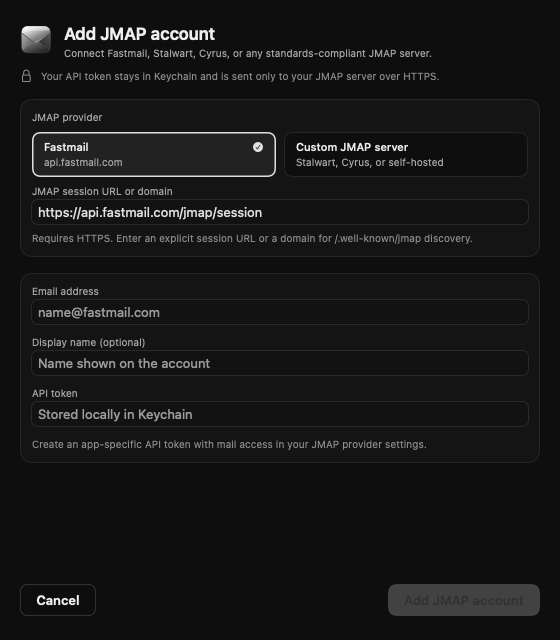 Add JMAP account
Connect Fastmail, Stalwart, Cyrus, or any standards-compliant JMAP server.
Your API token stays in Keychain and is sent only to your JMAP server over HTTPS.
JMAP provider
Fastmail
api.fastmail.com
Custom JMAP server
Stalwart, Cyrus, or self-hosted
JMAP session URL or domain
https://api.fastmail.com/jmap/session
Requires HTTPS. Enter an explicit session URL or a domain for /.well-known/jmap discovery.
Email address
name@fastmail.com
Display name (optional)
Name shown on the account
API token
Stored locally in Keychain
Create an app-specific API token with mail access in your JMAP provider settings.
Cancel
Add JMAP account